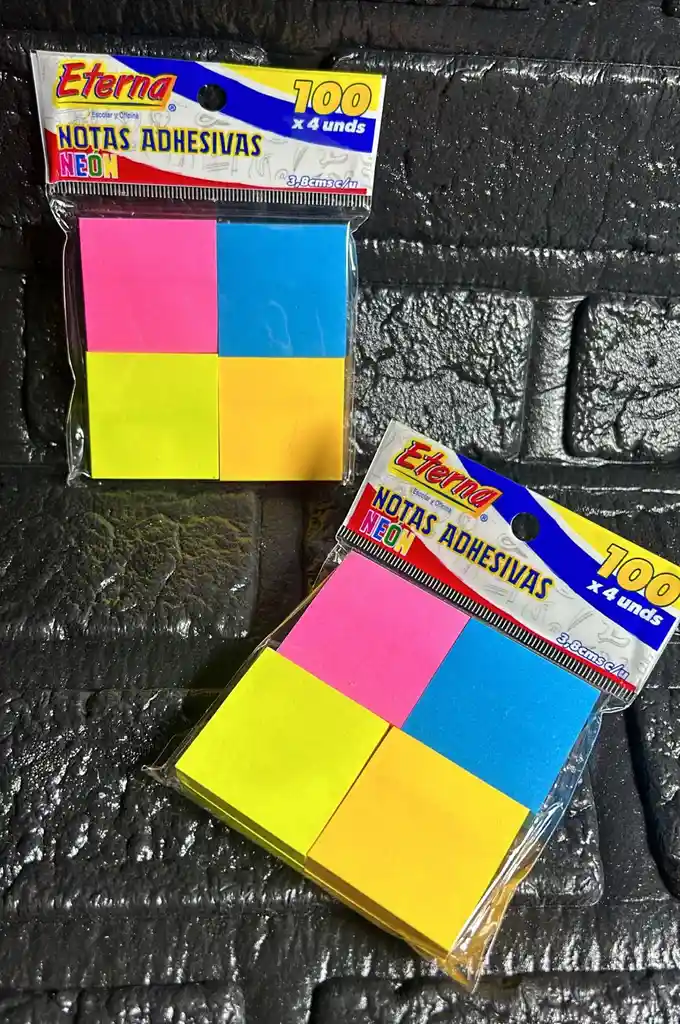 Eterna®
Escolar y Oficina
100
x 4 unds
NOTAS ADHESIVAS
NEÓN
3,8cms c/u
Eterna®
Escolar y Oficina
100
x 4 unds
NOTAS ADHESIVAS
NEÓN
3,8cms c/u